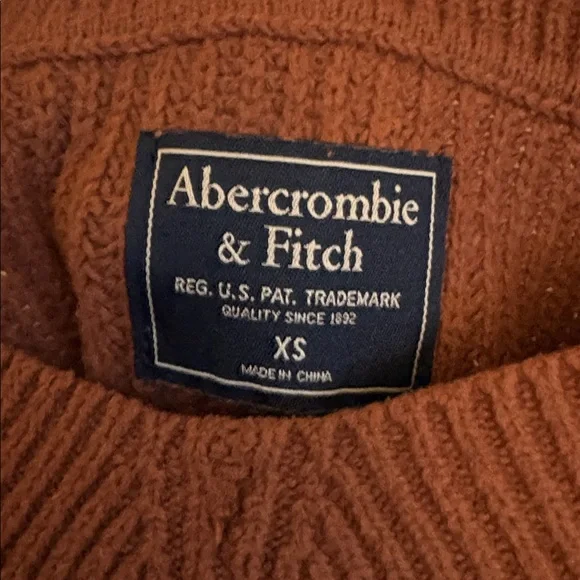 Abercrombie
& Fitch
REG. U.S. PAT. TRADEMARK
QUALITY SINCE 1892
XS
MADE IN CHINA